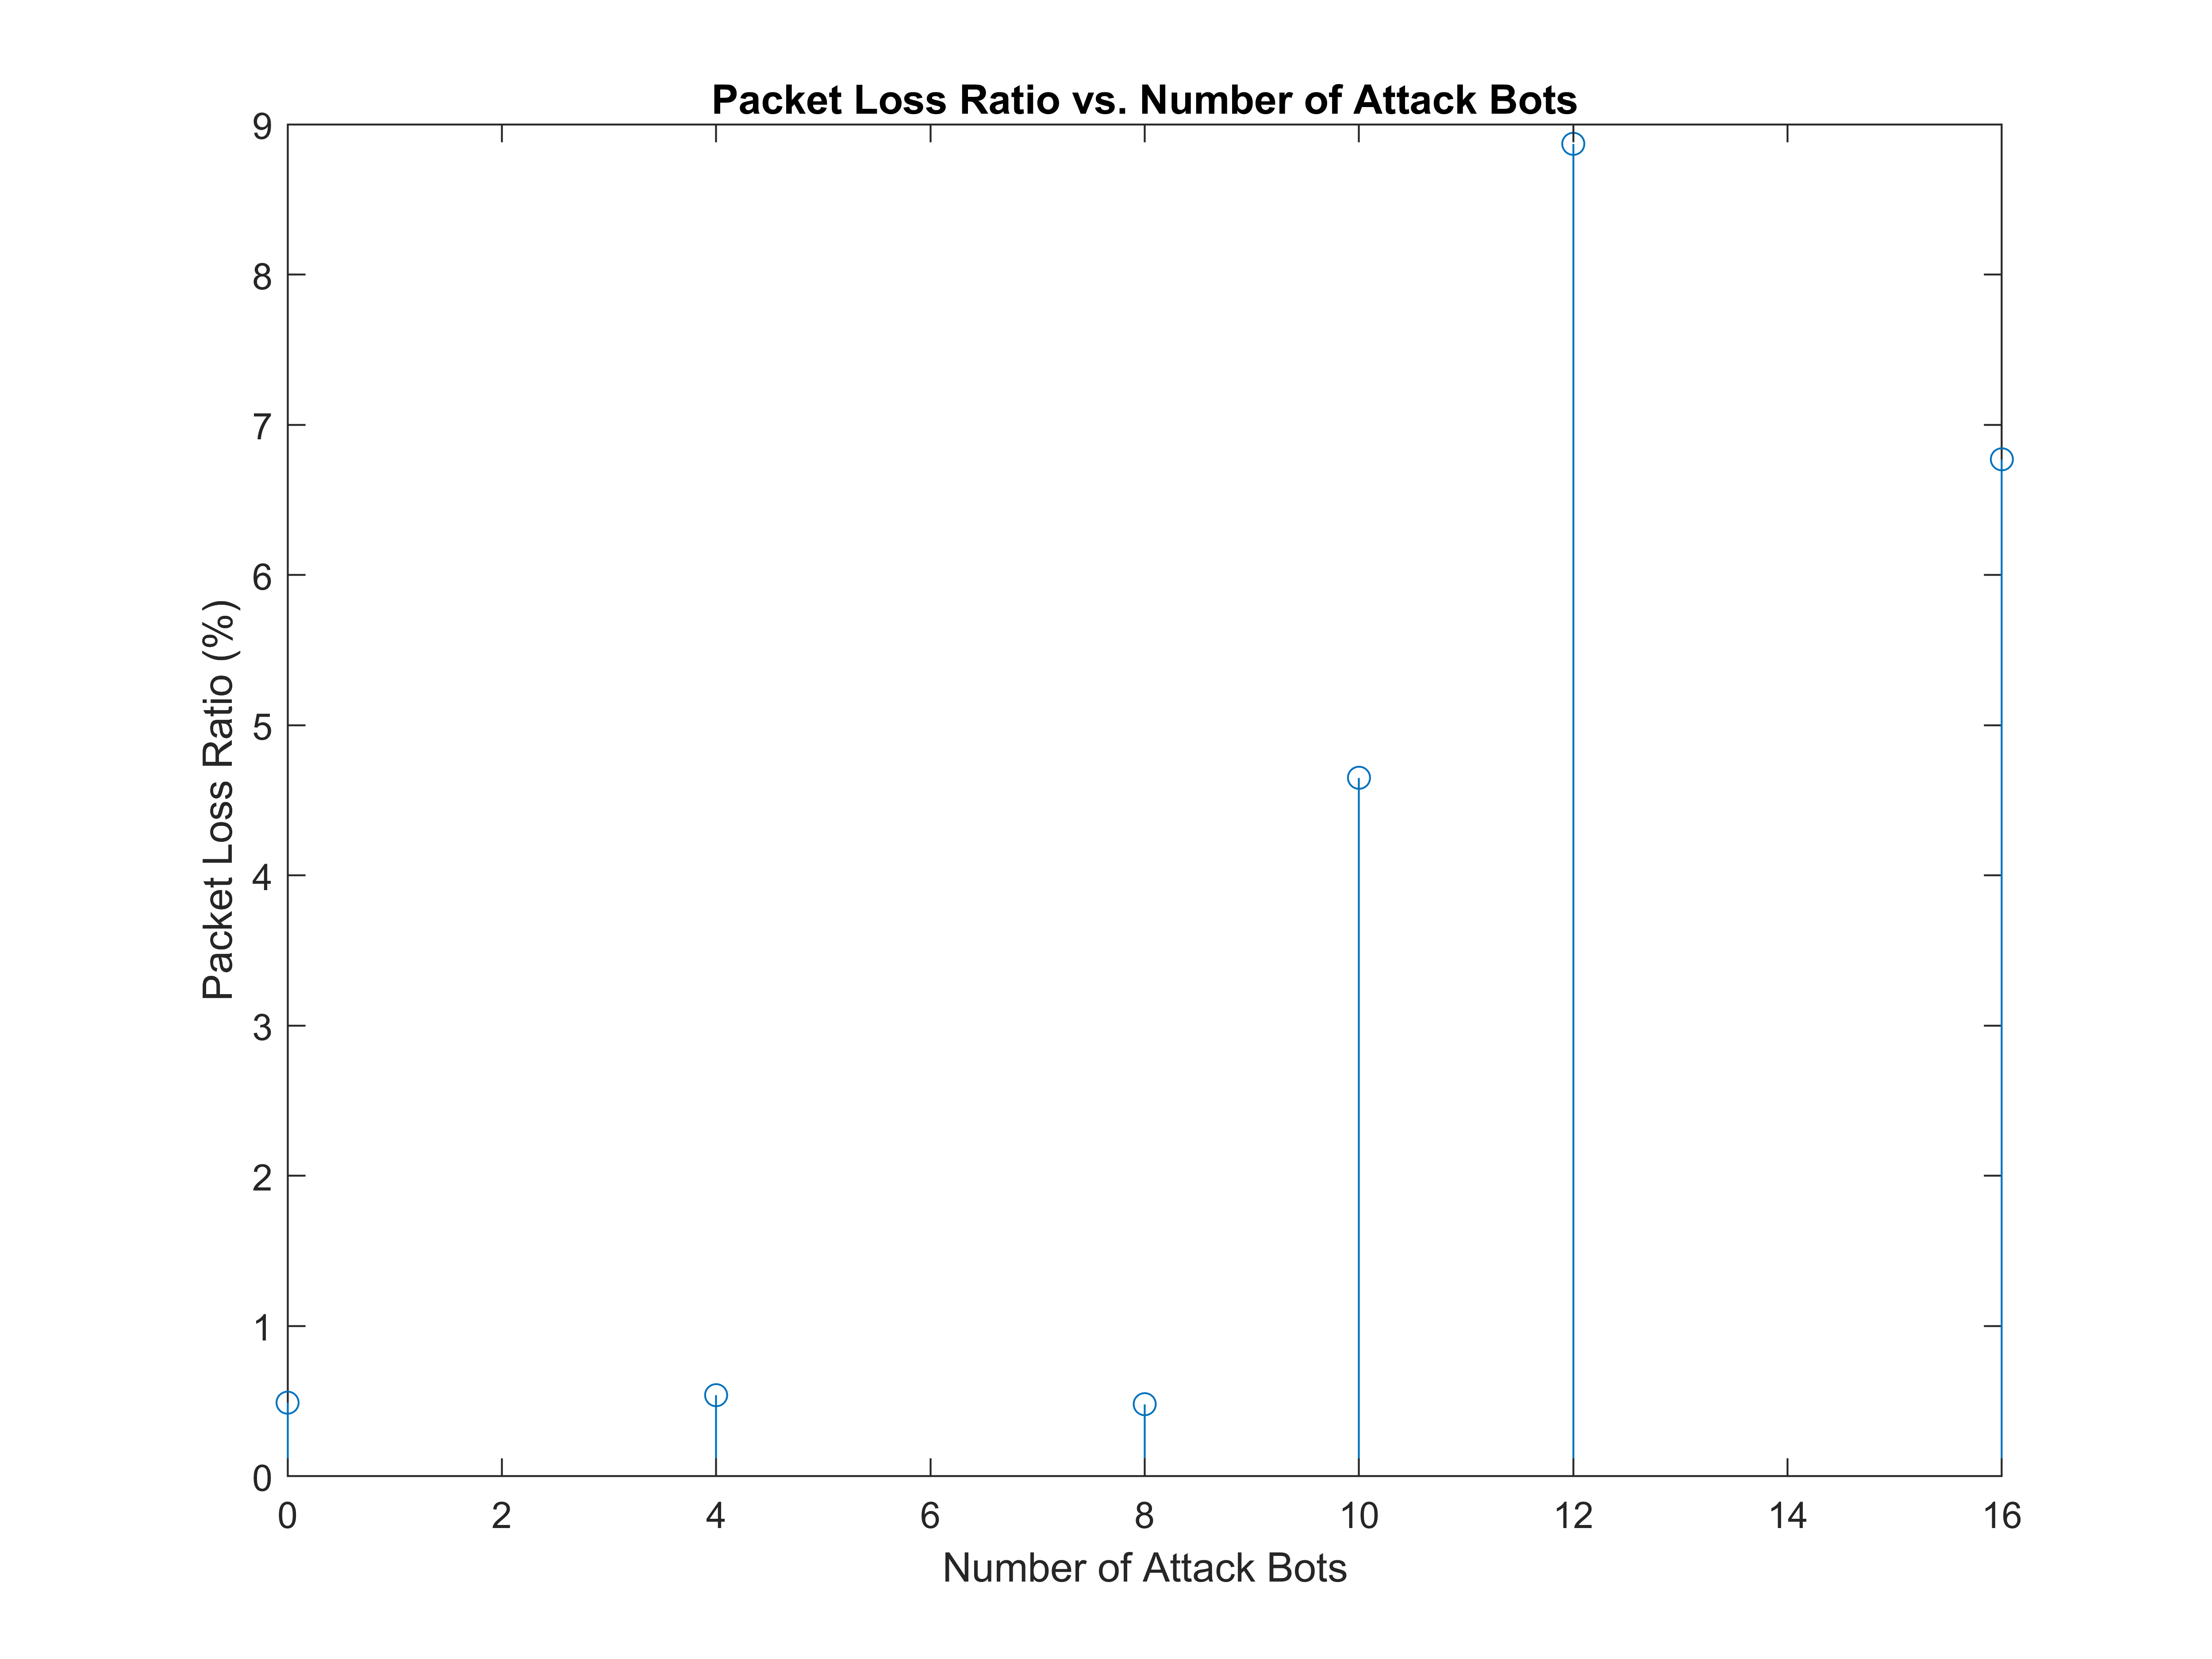 Packet Loss Ratio vs. Number of Attack Bots
9
8
7
6
5
4
3
2
1
0
Packet Loss Ratio (%)
0 2 4 6 8 10 12 14 16
Number of Attack Bots